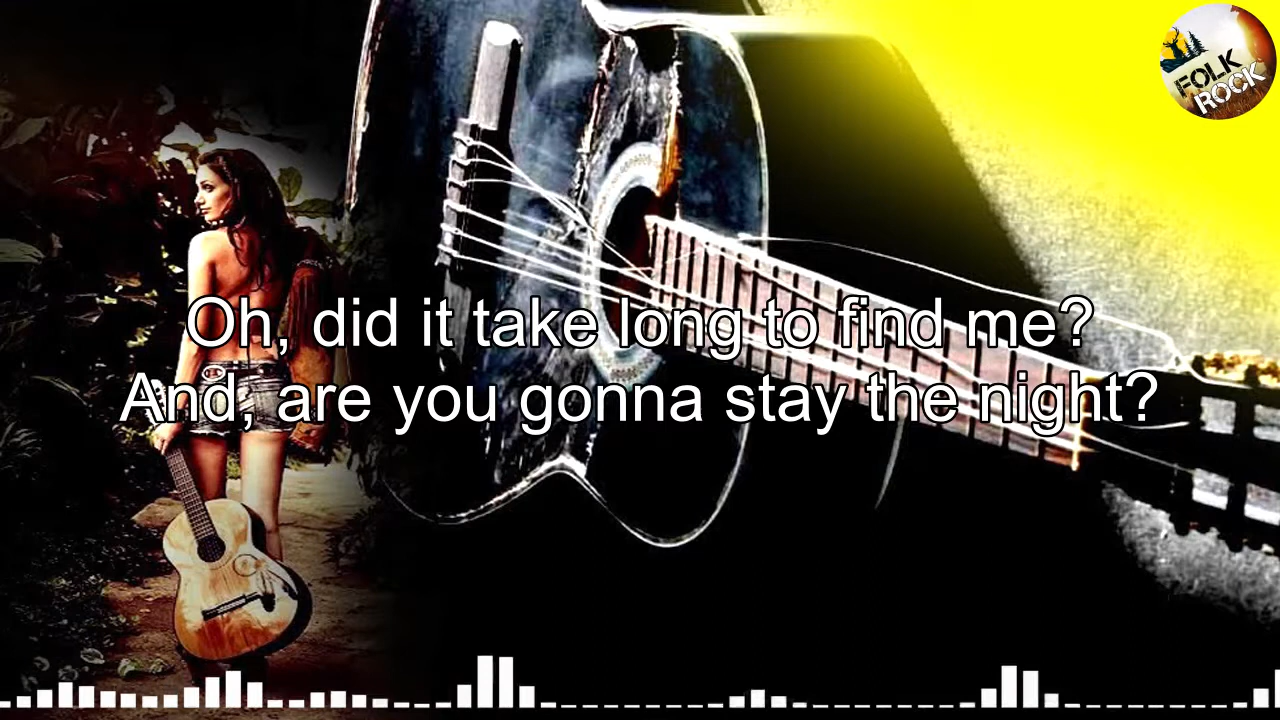 FOLK
ROCK
Oh, did it take long to find me?
And, are you gonna stay the night?